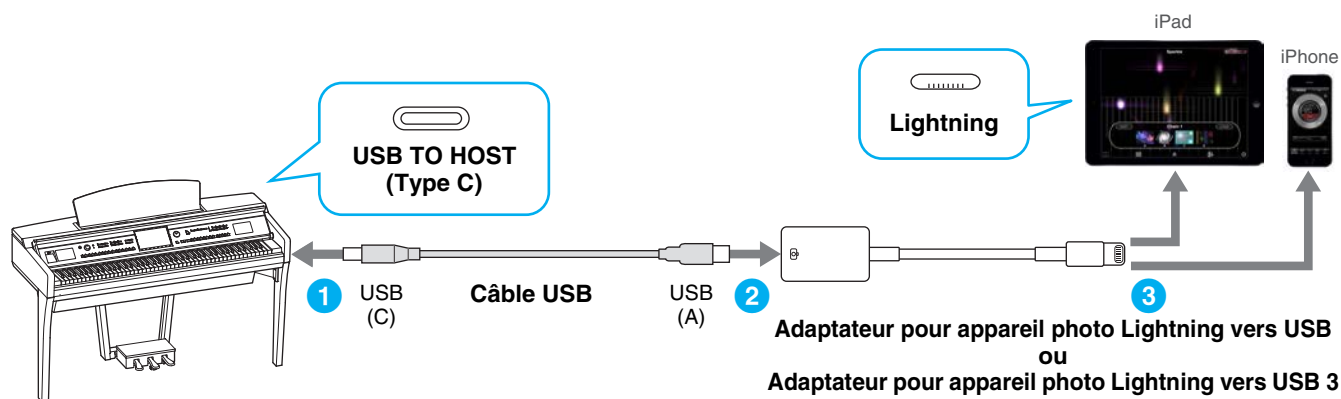 iPad
iPhone
Lightning
USB TO HOST
(Type C)
1
USB
(C)
Câble USB
USB
(A)
2
3
Adaptateur pour appareil photo Lightning vers USB
ou
Adaptateur pour appareil photo Lightning vers USB 3